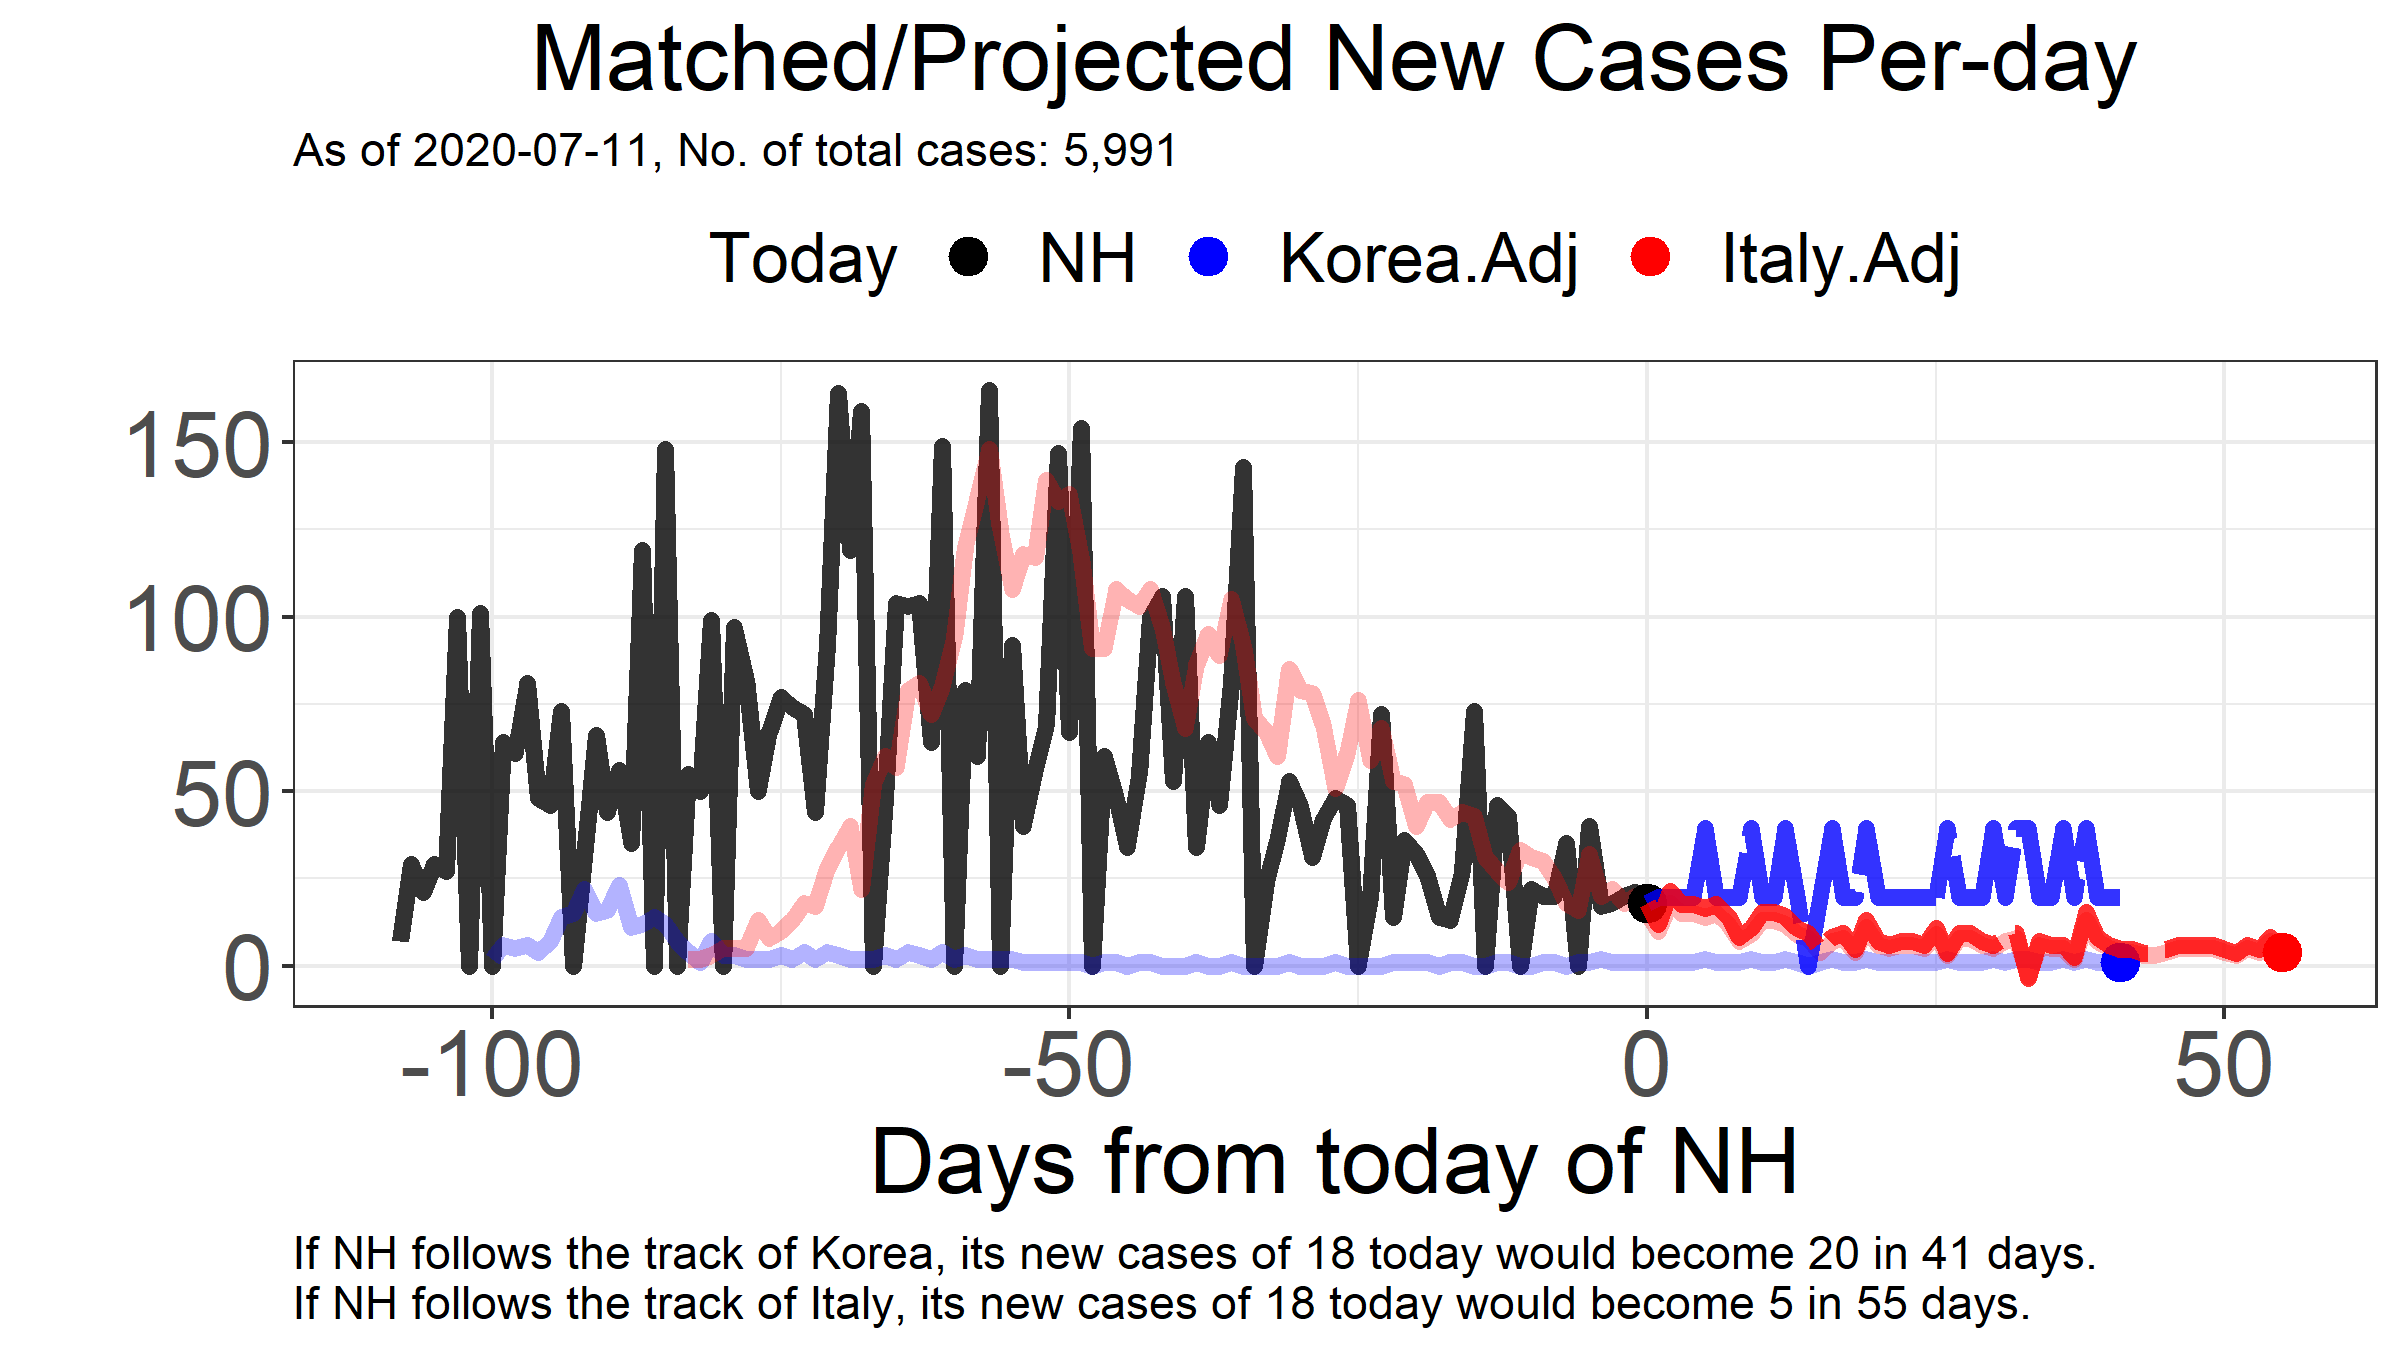 Matched/Projected New Cases Per-day
As of 2020-07-11, No. of total cases: 5,991
Today NH Korea.Adj Italy.Adj
150
100
50
0
-100 -50 0 50
Days from today of NH
If NH follows the track of Korea, its new cases of 18 today would become 20 in 41 days.
If NH follows the track of Italy, its new cases of 18 today would become 5 in 55 days.